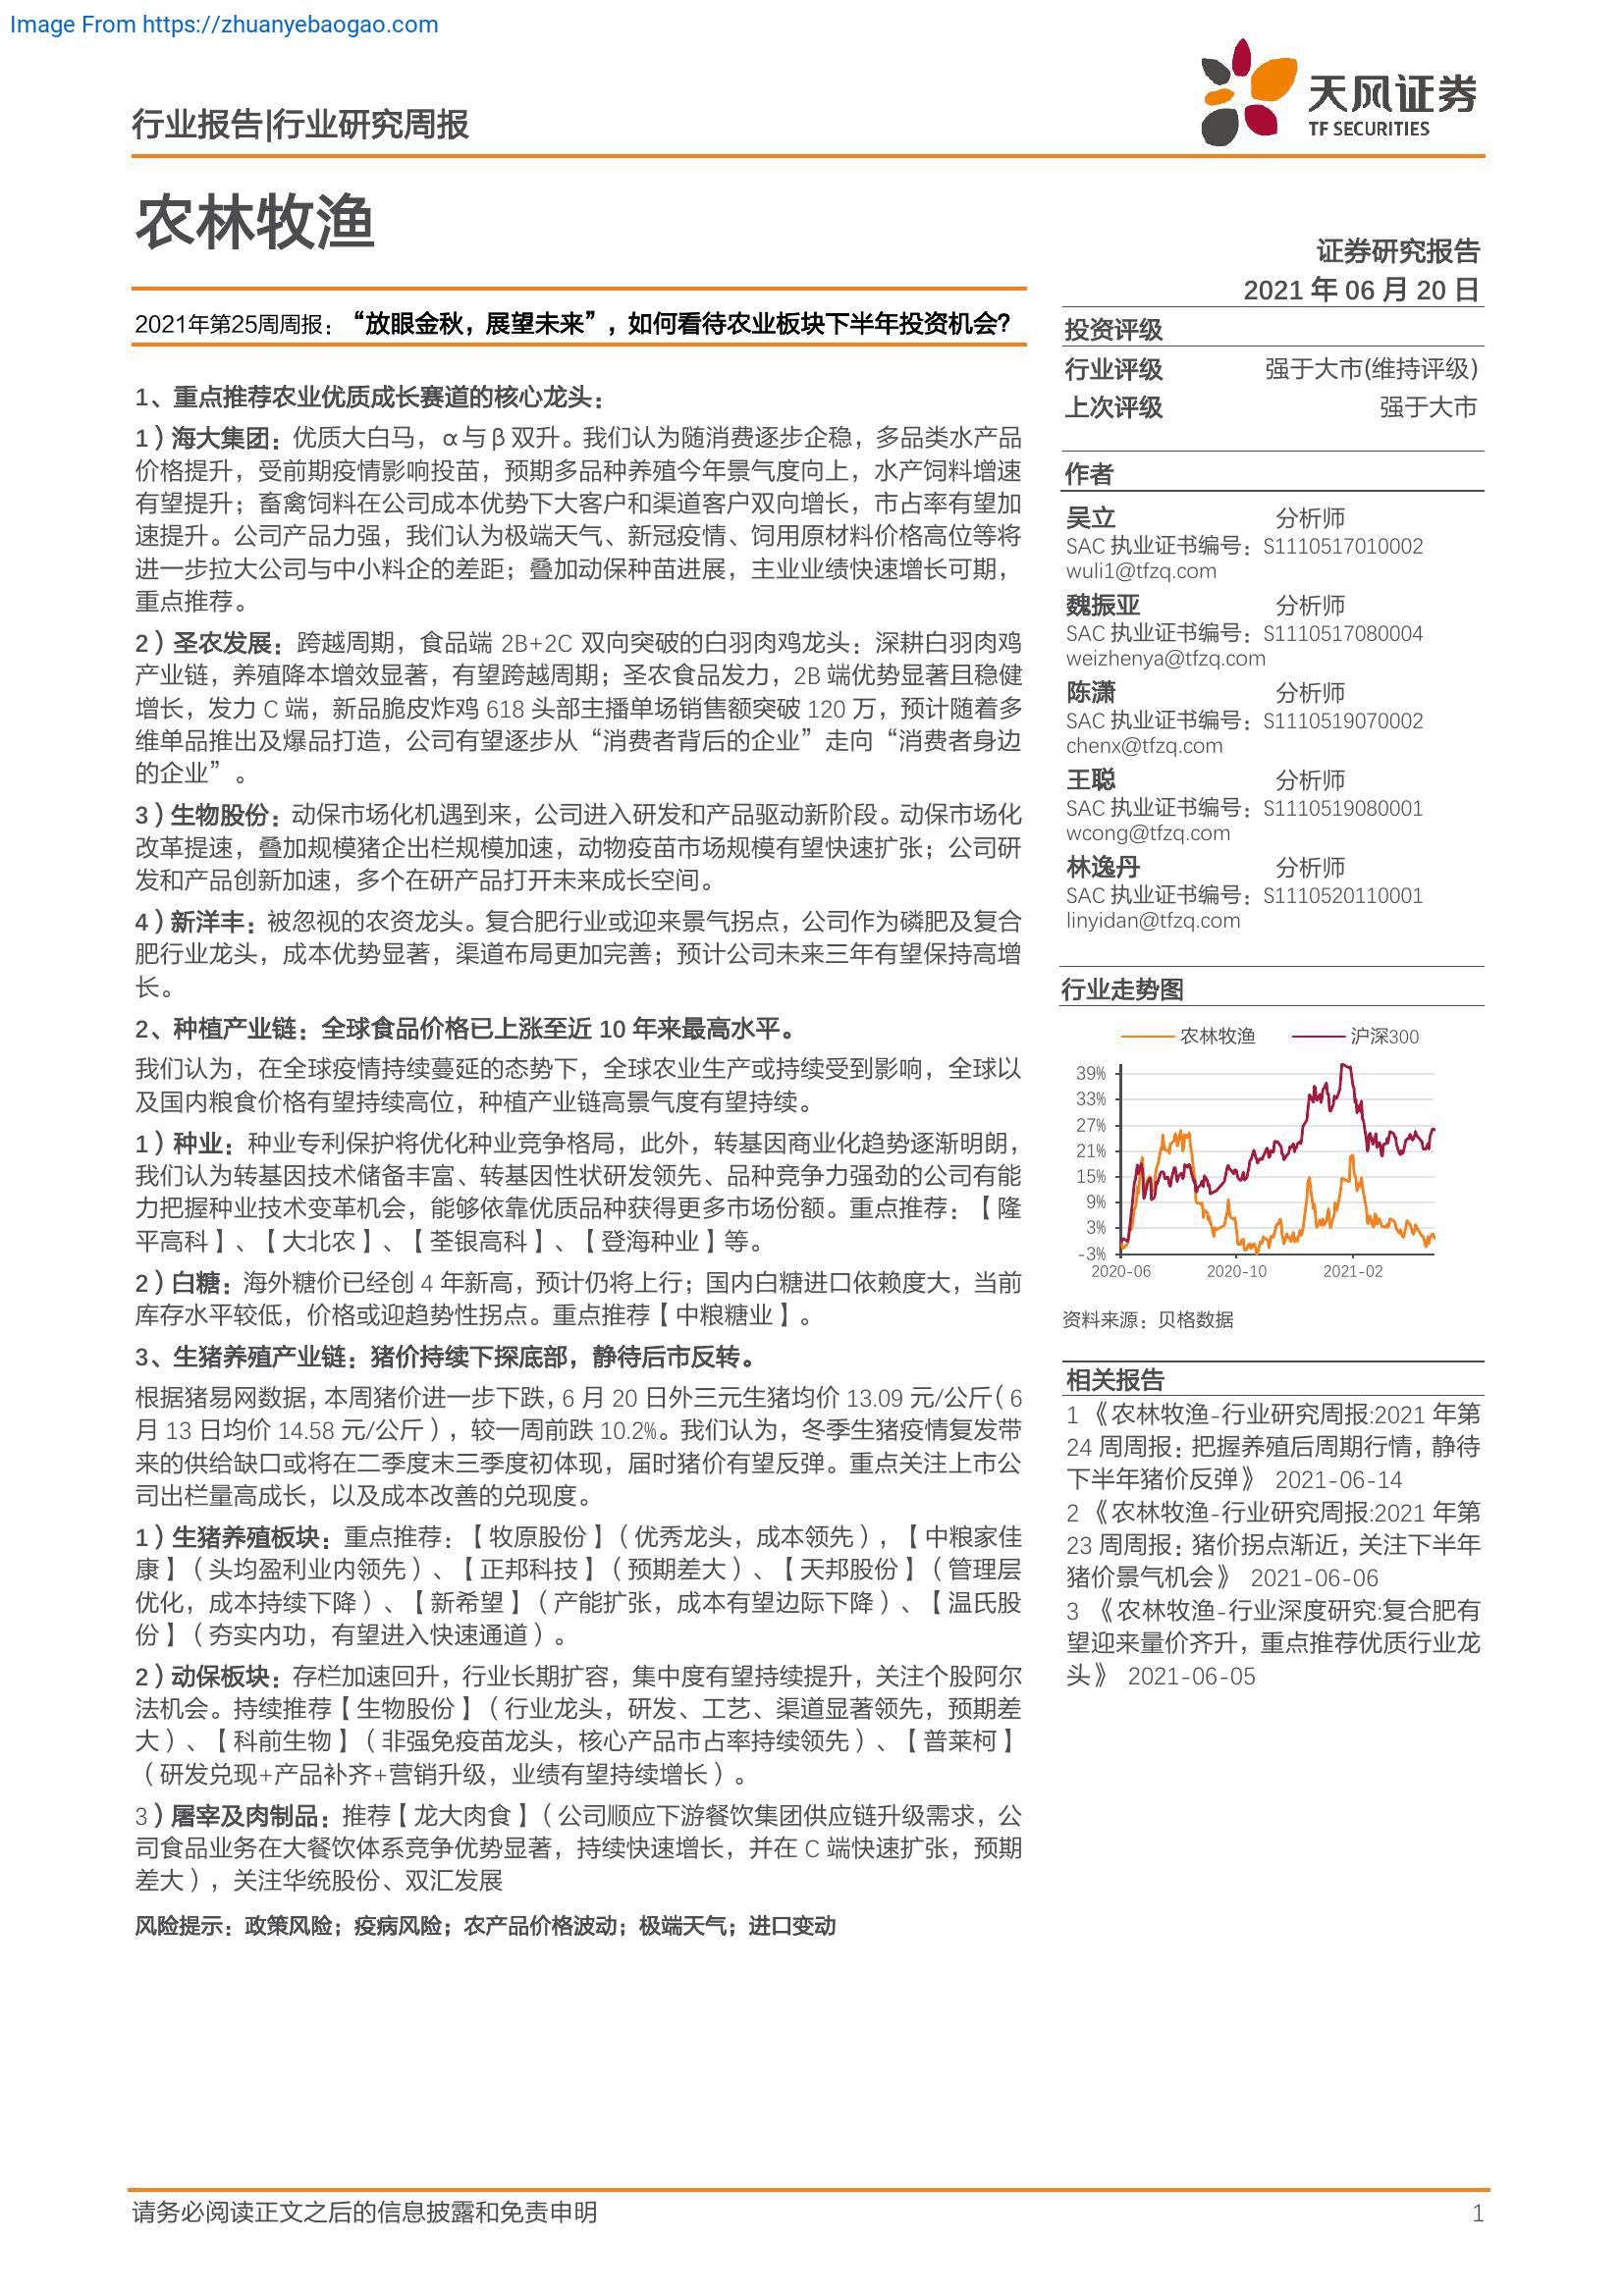 Image From https://zhuanyebaogao.com
行业报告|行业研究周报
天风证券
TF SECURITIES
农林牧渔
证券研究报告
2021 年 06 月 20 日
2021年第25周周报：“放眼金秋，展望未来”，如何看待农业板块下半年投资机会？
1、重点推荐农业优质成长赛道的核心龙头：
1）海大集团：优质大白马，α与β双升。我们认为随消费逐步企稳，多品类水产品
价格提升，受前期疫情影响投苗，预期多品种养殖今年景气度向上，水产饲料增速
有望提升；畜禽饲料在公司成本优势下大客户和渠道客户双向增长，市占率有望加
速提升。公司产品力强，我们认为极端天气、新冠疫情、饲用原材料价格高位等将
进一步拉大公司与中小料企的差距；叠加动保种苗进展，主业业绩快速增长可期，
重点推荐。
2）圣农发展：跨越周期，食品端 2B+2C 双向突破的白羽肉鸡龙头：深耕白羽肉鸡
产业链，养殖降本增效显著，有望跨越周期；圣农食品发力，2B 端优势显著且稳健
增长，发力 C 端，新品脆皮炸鸡 618 头部主播单场销售额突破 120 万，预计随着多
维单品推出及爆品打造，公司有望逐步从“消费者背后的企业”走向“消费者身边
的企业”。
3）生物股份：动保市场化机遇到来，公司进入研发和产品驱动新阶段。动保市场化
改革提速，叠加规模猪企出栏规模加速，动物疫苗市场规模有望快速扩张；公司研
发和产品创新加速，多个在研产品打开未来成长空间。
4）新洋丰：被忽视的农资龙头。复合肥行业或迎来景气拐点，公司作为磷肥及复合
肥行业龙头，成本优势显著，渠道布局更加完善；预计公司未来三年有望保持高增
长。
2、种植产业链：全球食品价格已上涨至近 10 年来最高水平。
我们认为，在全球疫情持续蔓延的态势下，全球农业生产或持续受到影响，全球以
及国内粮食价格有望持续高位，种植产业链高景气度有望持续。
1）种业：种业专利保护将优化种业竞争格局，此外，转基因商业化趋势逐渐明朗，
我们认为转基因技术储备丰富、转基因性状研发领先、品种竞争力强劲的公司有能
力把握种业技术变革机会，能够依靠优质品种获得更多市场份额。重点推荐：【隆
平高科】、【大北农】、【荃银高科】、【登海种业】等。
2）白糖：海外糖价已经创 4 年新高，预计仍将上行；国内白糖进口依赖度大，当前
库存水平较低，价格或迎趋势性拐点。重点推荐【中粮糖业】。
3、生猪养殖产业链：猪价持续下探底部，静待后市反转。
根据猪易网数据，本周猪价进一步下跌，6 月 20 日外三元生猪均价 13.09 元/公斤（6
月 13 日均价 14.58 元/公斤），较一周前跌 10.2%。我们认为，冬季生猪疫情复发带
来的供给缺口或将在二季度末三季度初体现，届时猪价有望反弹。重点关注上市公
司出栏量高成长，以及成本改善的兑现度。
1）生猪养殖板块：重点推荐：【牧原股份】（优秀龙头，成本领先），【中粮家佳
康】（头均盈利业内领先）、【正邦科技】（预期差大）、【天邦股份】（管理层
优化，成本持续下降）、【新希望】（产能扩张，成本有望边际下降）、【温氏股
份】（夯实内功，有望进入快速通道）。
2）动保板块：存栏加速回升，行业长期扩容，集中度有望持续提升，关注个股阿尔
法机会。持续推荐【生物股份】（行业龙头，研发、工艺、渠道显著领先，预期差
大）、【科前生物】（非强免疫苗龙头，核心产品市占率持续领先）、【普莱柯】
（研发兑现+产品补齐+营销升级，业绩有望持续增长）。
3）屠宰及肉制品：推荐【龙大肉食】（公司顺应下游餐饮集团供应链升级需求，公
司食品业务在大餐饮体系竞争优势显著，持续快速增长，并在 C 端快速扩张，预期
差大），关注华统股份、双汇发展
风险提示：政策风险；疫病风险；农产品价格波动；极端天气；进口变动
投资评级
行业评级 强于大市(维持评级)
上次评级 强于大市
作者
吴立 分析师
SAC 执业证书编号：S1110517010002
wuli1@tfzq.com
魏振亚 分析师
SAC 执业证书编号：S1110517080004
weizhenya@tfzq.com
陈潇 分析师
SAC 执业证书编号：S1110519070002
chenx@tfzq.com
王聪 分析师
SAC 执业证书编号：S1110519080001
wcong@tfzq.com
林逸丹 分析师
SAC 执业证书编号：S1110520110001
linyidan@tfzq.com
行业走势图
农林牧渔 沪深300
39%
33%
27%
21%
15%
9%
3%
-3%
2020-06 2020-10 2021-02
资料来源：贝格数据
相关报告
1 《农林牧渔-行业研究周报:2021 年第
24 周周报：把握养殖后周期行情，静待
下半年猪价反弹》 2021-06-14
2 《农林牧渔-行业研究周报:2021 年第
23 周周报：猪价拐点渐近，关注下半年
猪价景气机会》 2021-06-06
3 《农林牧渔-行业深度研究:复合肥有
望迎来量价齐升，重点推荐优质行业龙
头》 2021-06-05
请务必阅读正文之后的信息披露和免责申明 1